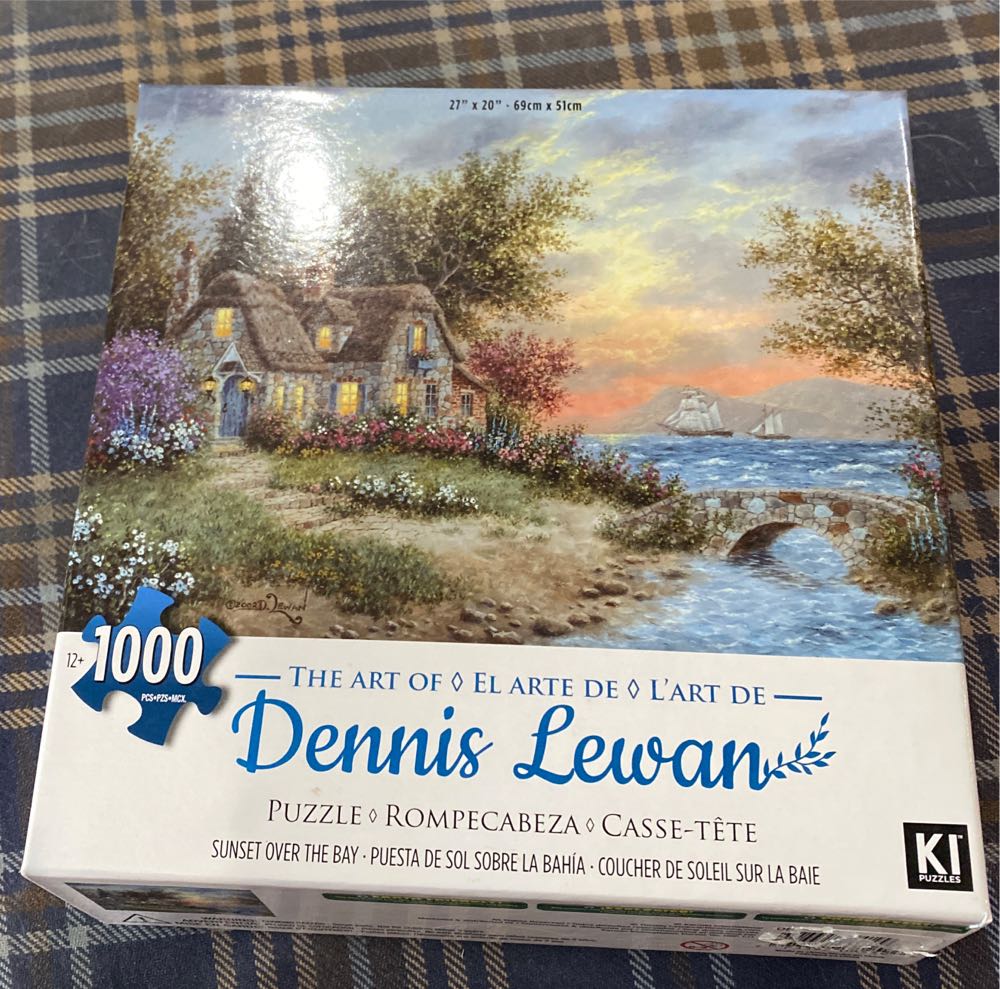 27" x 20" - 69cm x 51cm
©2002 D. Lewan
12+
1000
PCS•PZS•MCX
THE ART OF ◊ EL ARTE DE ◊ L'ART DE
Dennis Lewan
PUZZLE ◊ ROMPECABEZA ◊ CASSE-TÊTE
SUNSET OVER THE BAY · PUESTA DE SOL SOBRE LA BAHÍA · COUCHER DE SOLEIL SUR LA BAIE
KI™
PUZZLES